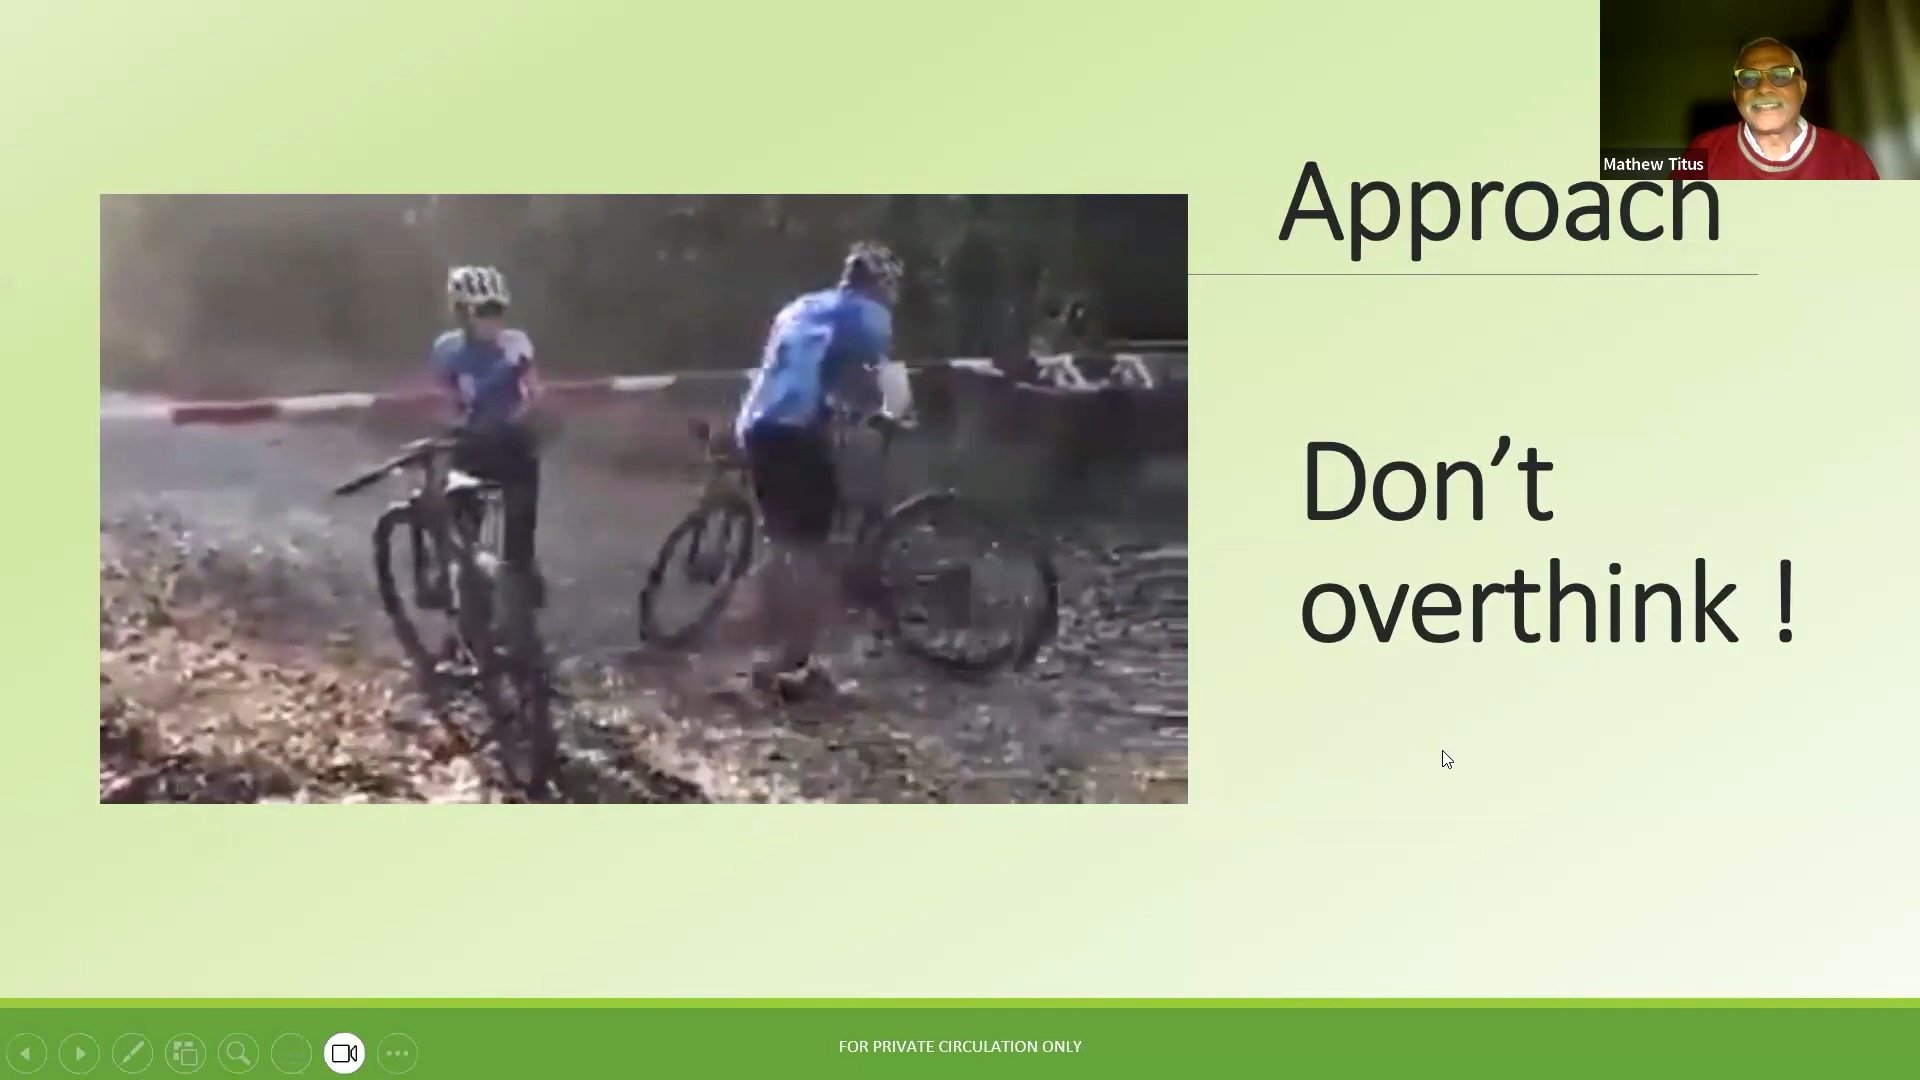 Mathew Titus
Approach
Don’t
overthink !
FOR PRIVATE CIRCULATION ONLY